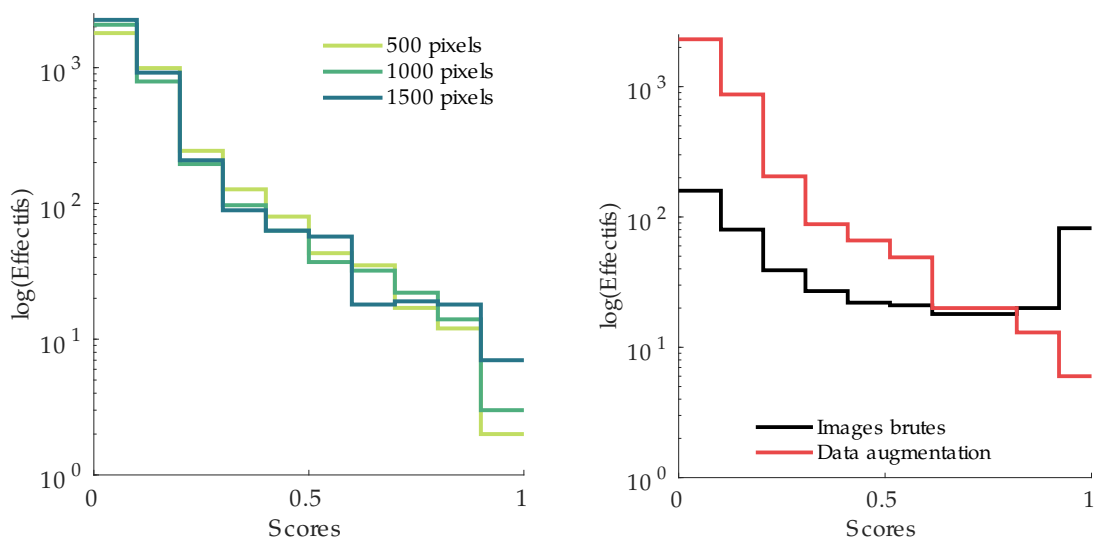 10^3
10^2
10^1
10^0
log(Effectifs)
500 pixels
1000 pixels
1500 pixels
0
0.5
1
Scores
10^3
10^2
10^1
10^0
log(Effectifs)
Images brutes
Data augmentation
0
0.5
1
Scores